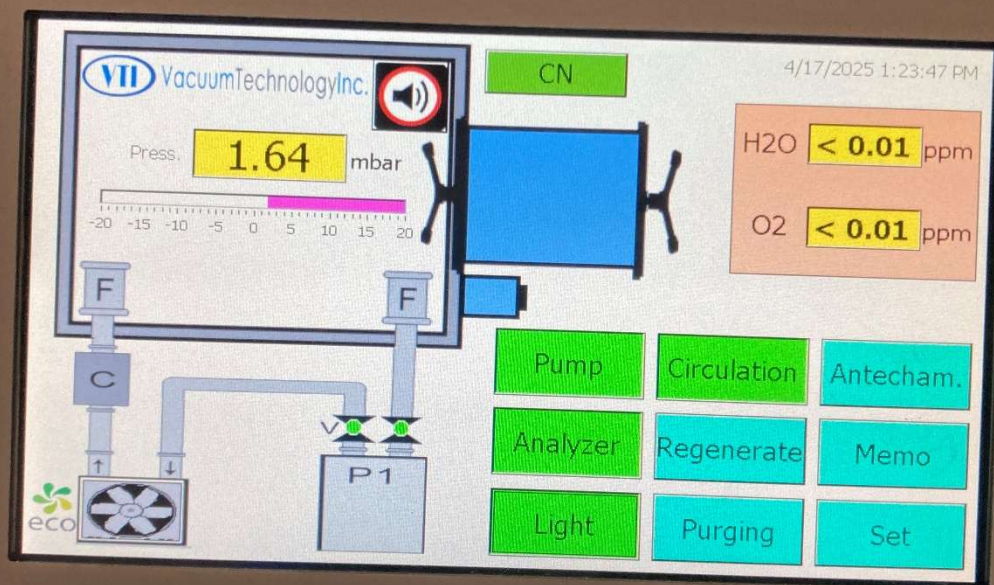 VTI VacuumTechnologyInc.
CN
4/17/2025 1:23:47 PM
Press. 1.64 mbar
-20 -15 -10 -5 0 5 10 15 20
H2O < 0.01 ppm
O2 < 0.01 ppm
F
F
C
V
P1
eco
Pump Circulation Antecham.
Analyzer Regenerate Memo
Light Purging Set